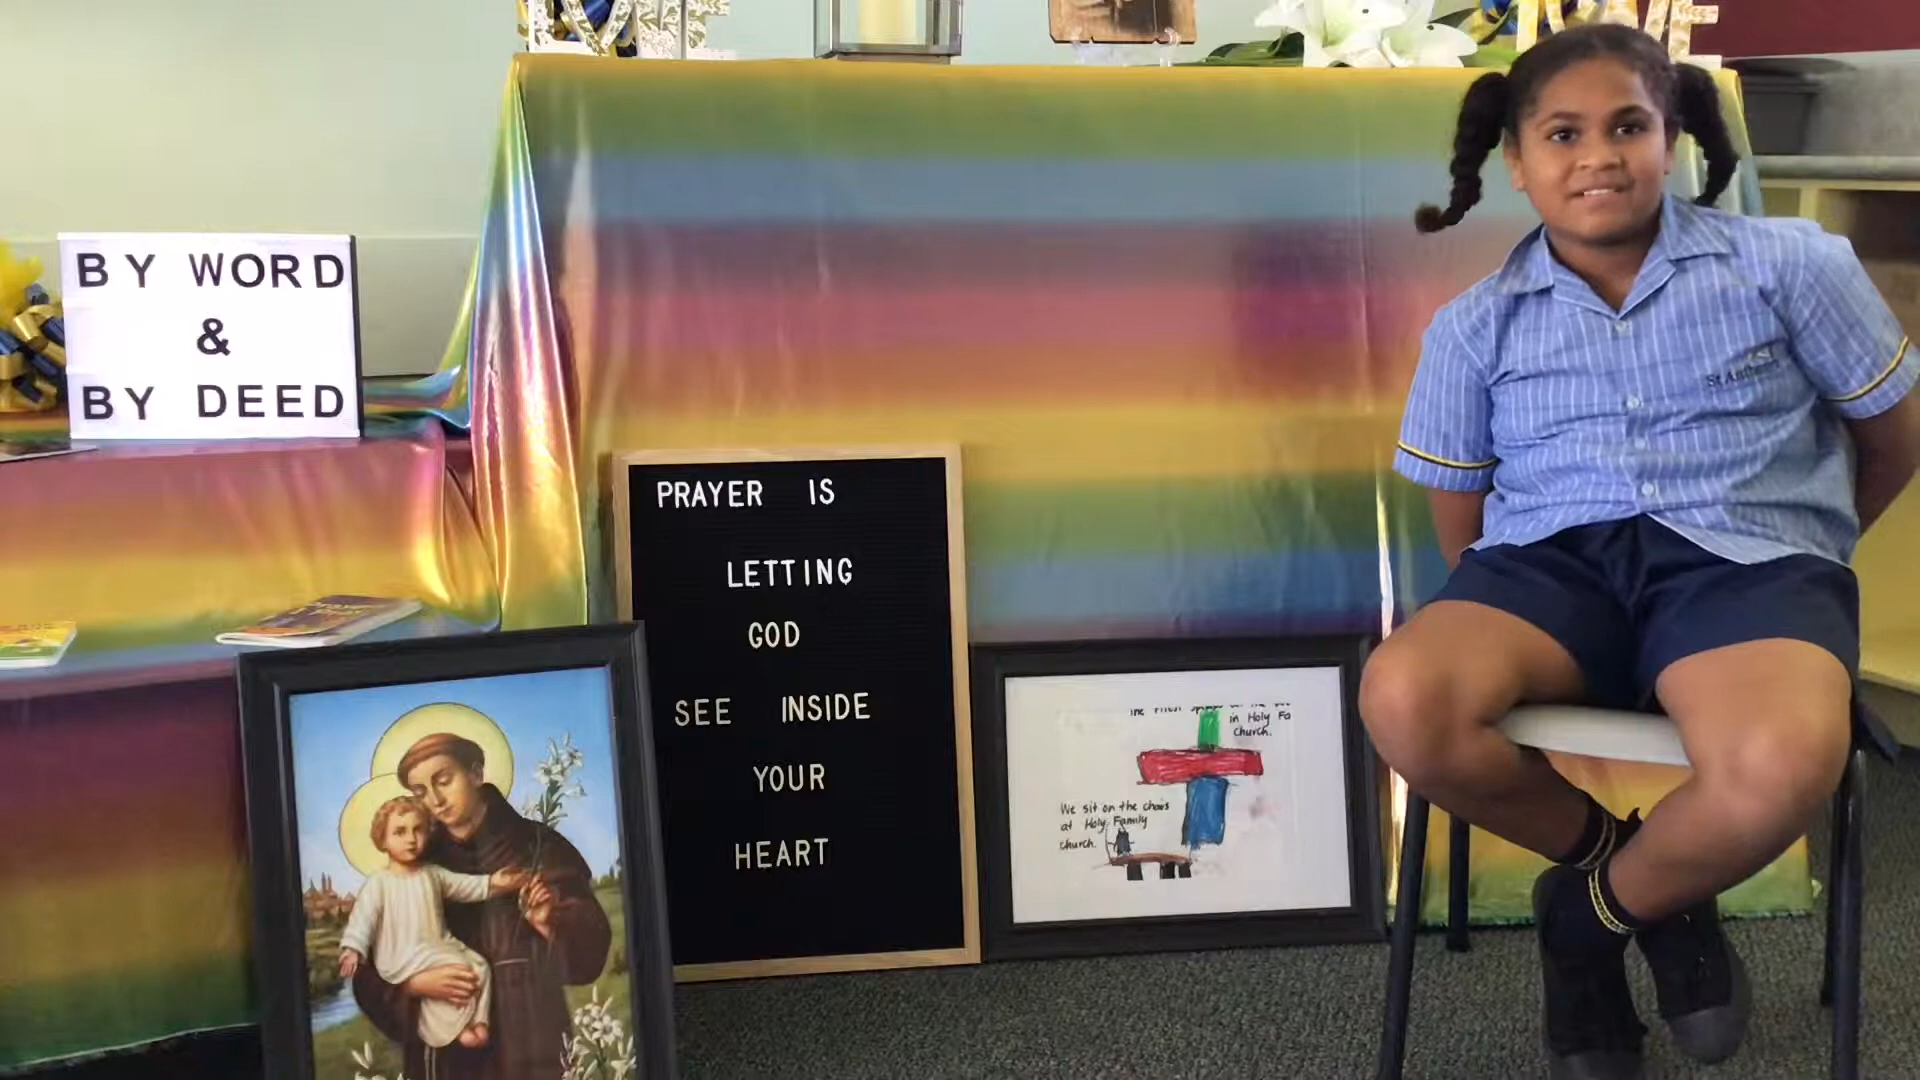 BY WORD
&
BY DEED
PRAYER IS
LETTING
GOD
SEE INSIDE
YOUR
HEART
in Holy Fa
church.
We sit on the chairs
at Holy Family
church.